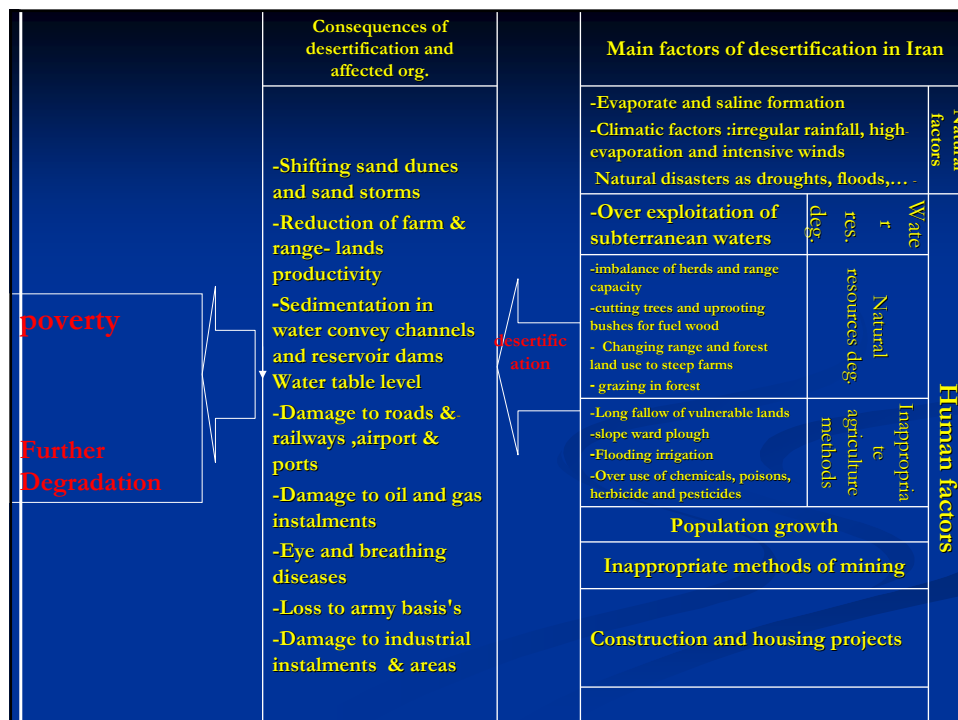 Consequences of
desertification and
affected org.
Main factors of desertification in Iran
-Shifting sand dunes
and sand storms
-Reduction of farm &
range- lands
productivity
-Sedimentation in
water convey channels
and reservoir dams
Water table level
-Damage to roads & -
railways ,airport &
ports
-Damage to oil and gas
instalments
-Eye and breathing
diseases
-Loss to army basis's
-Damage to industrial
instalments & areas
poverty
Further
Degradation
desertific
ation
-Evaporate and saline formation
-Climatic factors :irregular rainfall, high-
evaporation and intensive winds
Natural disasters as droughts, floods,... -
Natural
factors
-Over exploitation of
subterranean waters
Wate
r
res.
deg.
-imbalance of herds and range
capacity
-cutting trees and uprooting
bushes for fuel wood
- Changing range and forest
land use to steep farms
- grazing in forest
Natural
resources deg.
-Long fallow of vulnerable lands
-slope ward plough
-Flooding irrigation
-Over use of chemicals, poisons,
herbicide and pesticides
Inappropria
te
agriculture
methods
Human factors
Population growth
Inappropriate methods of mining
Construction and housing projects